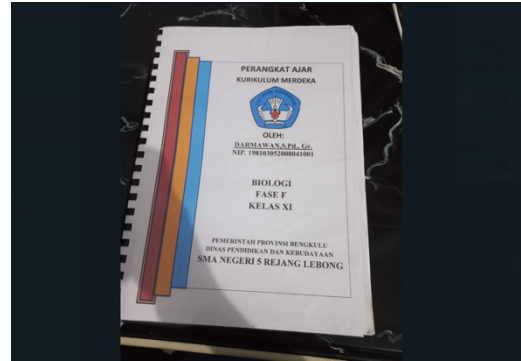 PERANGKAT AJAR
KURIKULUM MERDEKA
OLEH:
DARMAWAN,S.Pd., Gr.
NIP. 198103052008041001
BIOLOGI
FASE F
KELAS XI
PEMERINTAH PROVINSI BENGKULU
DINAS PENDIDIKAN DAN KEBUDAYAAN
SMA NEGERI 5 REJANG LEBONG